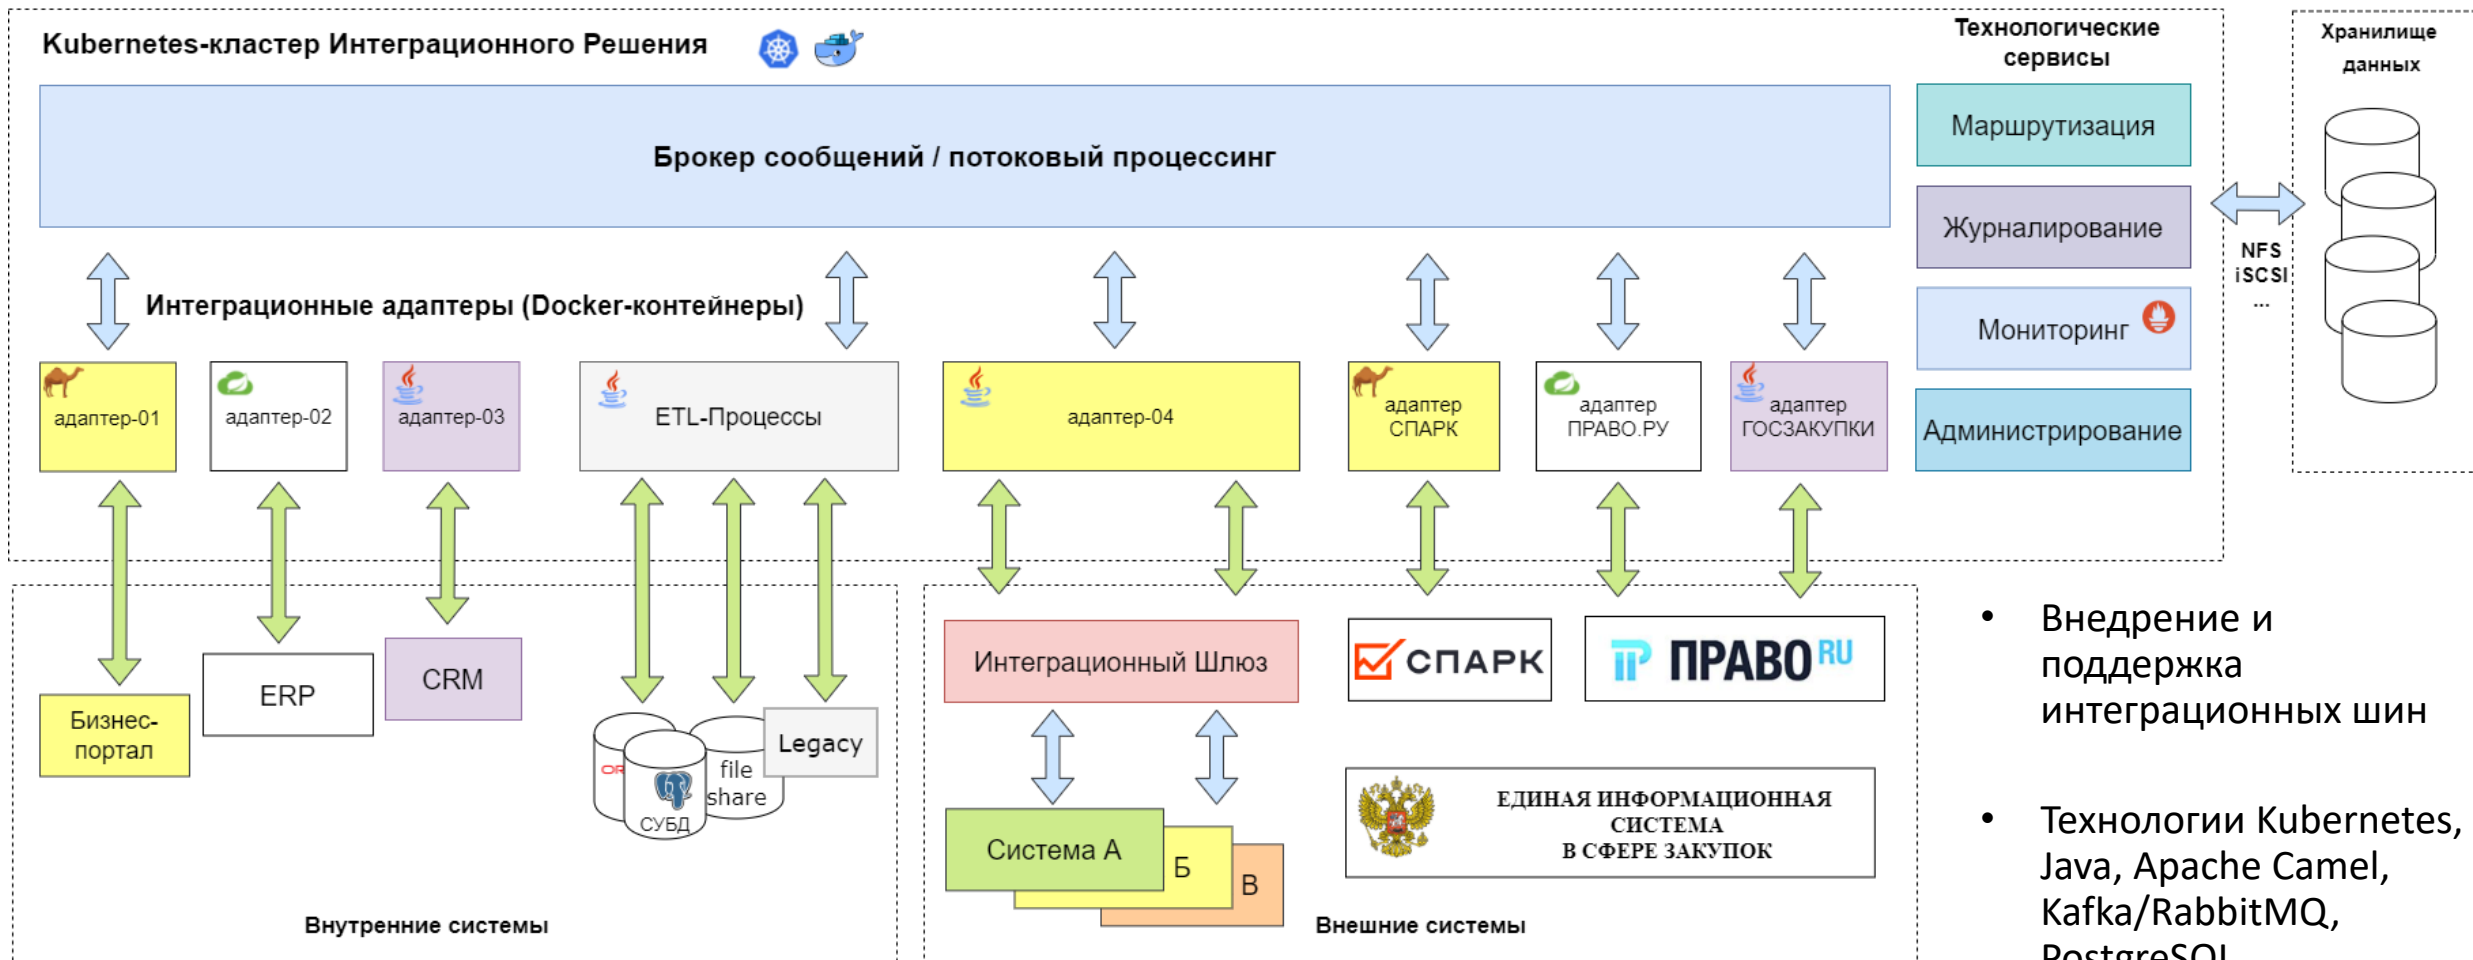 Kubernetes-кластер Интеграционного Решения
Брокер сообщений / потоковый процессинг
Технологические
сервисы
Маршрутизация
Журналирование
Мониторинг
Администрирование
Хранилище
данных
NFS
iSCSI
...
Интеграционные адаптеры (Docker-контейнеры)
адаптер-01
адаптер-02
адаптер-03
ETL-Процессы
адаптер-04
адаптер
СПАРК
адаптер
ПРАВО.РУ
адаптер
ГОСЗАКУПКИ
Бизнес-
портал
ERP
CRM
OR
СУБД
file
share
Legacy
Внутренние системы
Интеграционный Шлюз
Система А
Б
В
СПАРК
ПРАВО RU
ЕДИНАЯ ИНФОРМАЦИОННАЯ
СИСТЕМА
В СФЕРЕ ЗАКУПОК
Внешние системы
• Внедрение и
поддержка
интеграционных шин
• Технологии Kubernetes,
Java, Apache Camel,
Kafka/RabbitMQ,
PostgreSQL